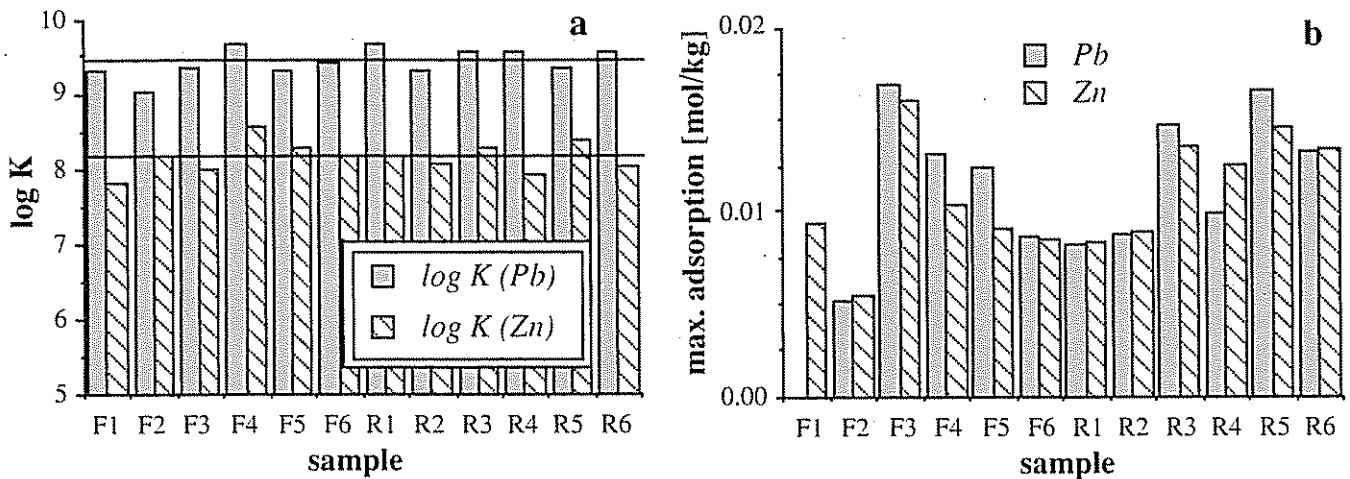 a
10
9
8
7
6
5
log K
log K (Pb)
log K (Zn)
F1 F2 F3 F4 F5 F6 R1 R2 R3 R4 R5 R6
sample
b
0.02
0.01
0.00
max. adsorption [mol/kg]
Pb
Zn
F1 F2 F3 F4 F5 F6 R1 R2 R3 R4 R5 R6
sample